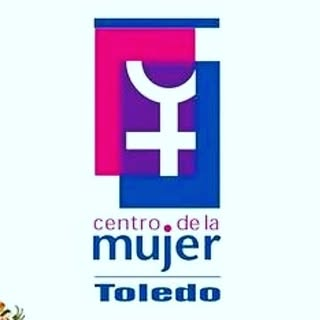 centro de la
mujer
Toledo